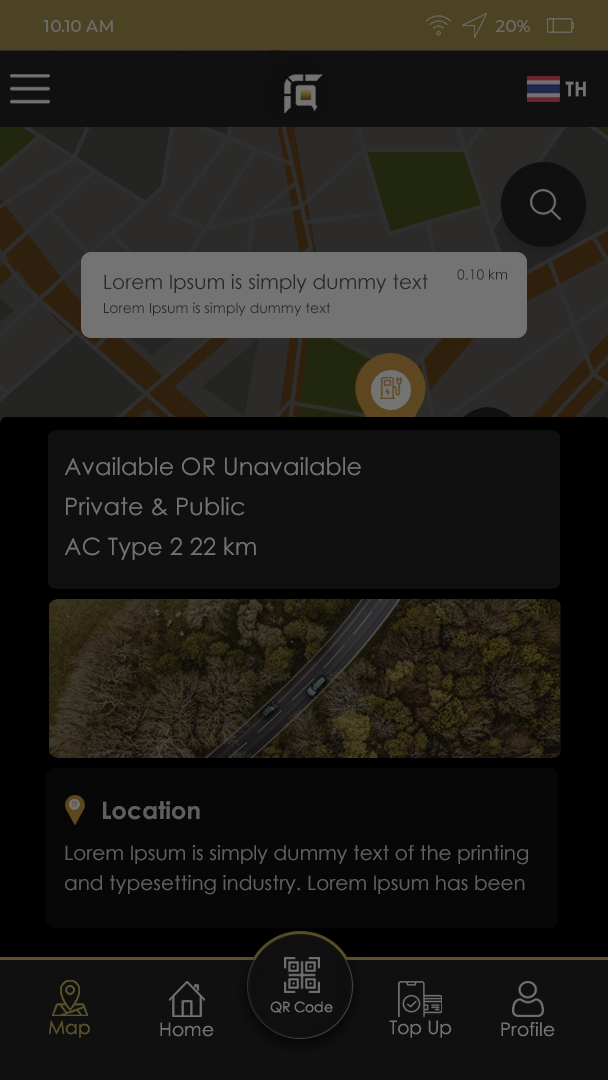 10.10 AM
20%
TH
Lorem Ipsum is simply dummy text
0.10 km
Lorem Ipsum is simply dummy text
Available OR Unavailable
Private & Public
AC Type 2 22 km
Location
Lorem Ipsum is simply dummy text of the printing
and typesetting industry. Lorem Ipsum has been
Map
Home
QR Code
Top Up
Profile